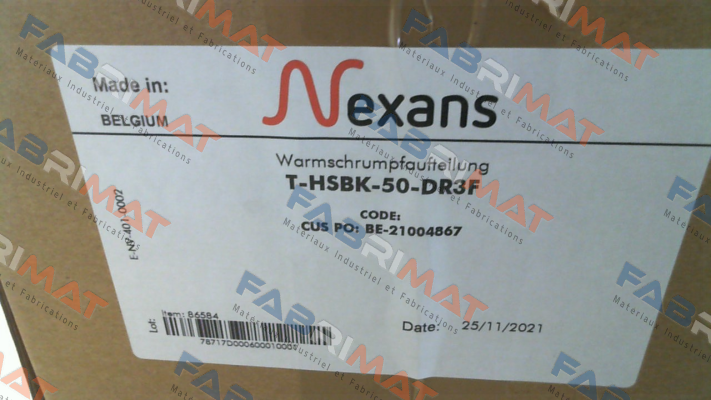 Made in:
BELGIUM
Nexans
Warmschrumpfaufteilung
T-HSBK-50-DR3F
CODE:
CUS PO: BE-21004867
Lot:
Item: 86584
Date: 25/11/2021
FABRIMAT
Materiaux Industriel et Fabrications